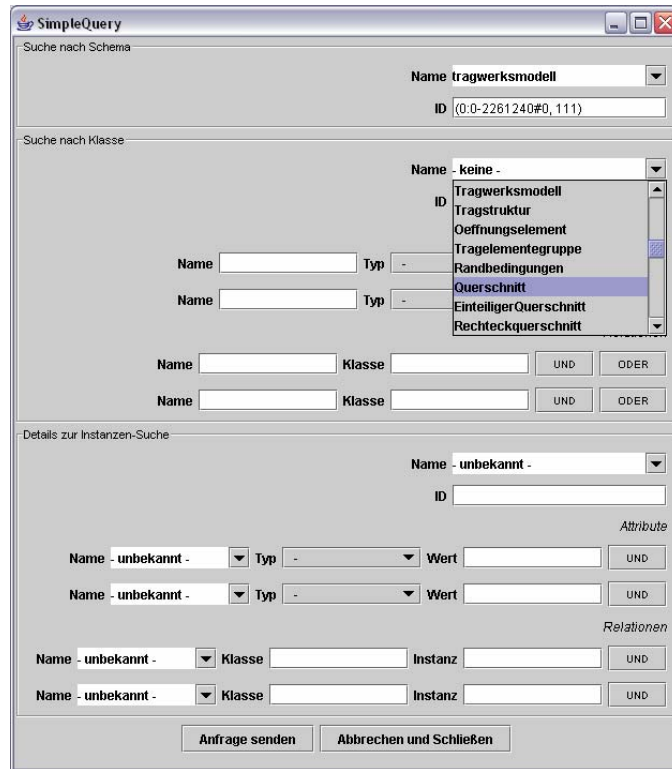 SimpleQuery
Suche nach Schema
Name tragwerksmodell
ID (0:0-2261240#0, 111)
Suche nach Klasse
Name - keine -
ID
Tragwerksmodell
Tragstruktur
Oeffnungselement
Tragelementegruppe
Randbedingungen
Querschnitt
EinteiligerQuerschnitt
Rechteckquerschnitt
Name Typ -
Name Typ -
Name Klasse UND ODER
Name Klasse UND ODER
Details zur Instanzen-Suche
Name - unbekannt -
ID
Attribute
Name - unbekannt - Typ - Wert UND
Name - unbekannt - Typ - Wert UND
Relationen
Name - unbekannt - Klasse Instanz UND
Name - unbekannt - Klasse Instanz UND
Anfrage senden Abbrechen und Schließen